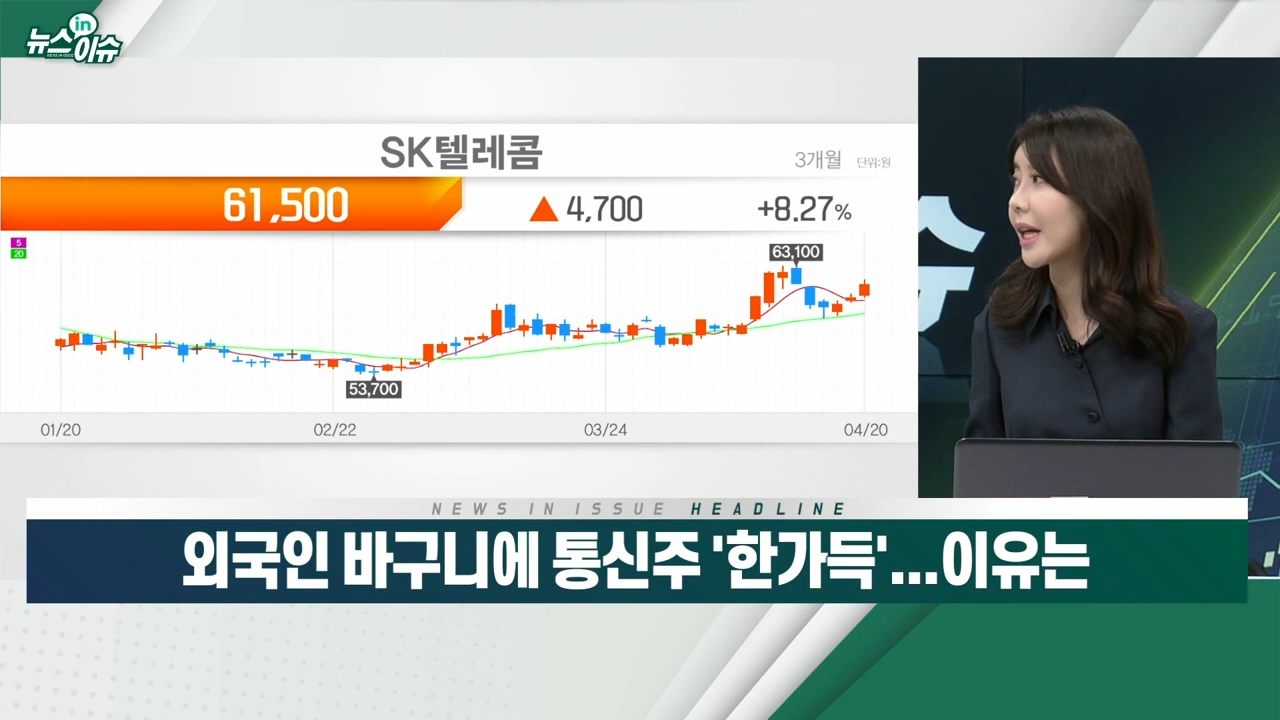 뉴스in이슈
SK텔레콤
3개월 단위:원
61,500 ▲ 4,700 +8.27%
5
20
63,100
53,700
01/20 02/22 03/24 04/20
NEWS IN ISSUE HEADLINE
외국인 바구니에 통신주 '한가득'...이유는
슈